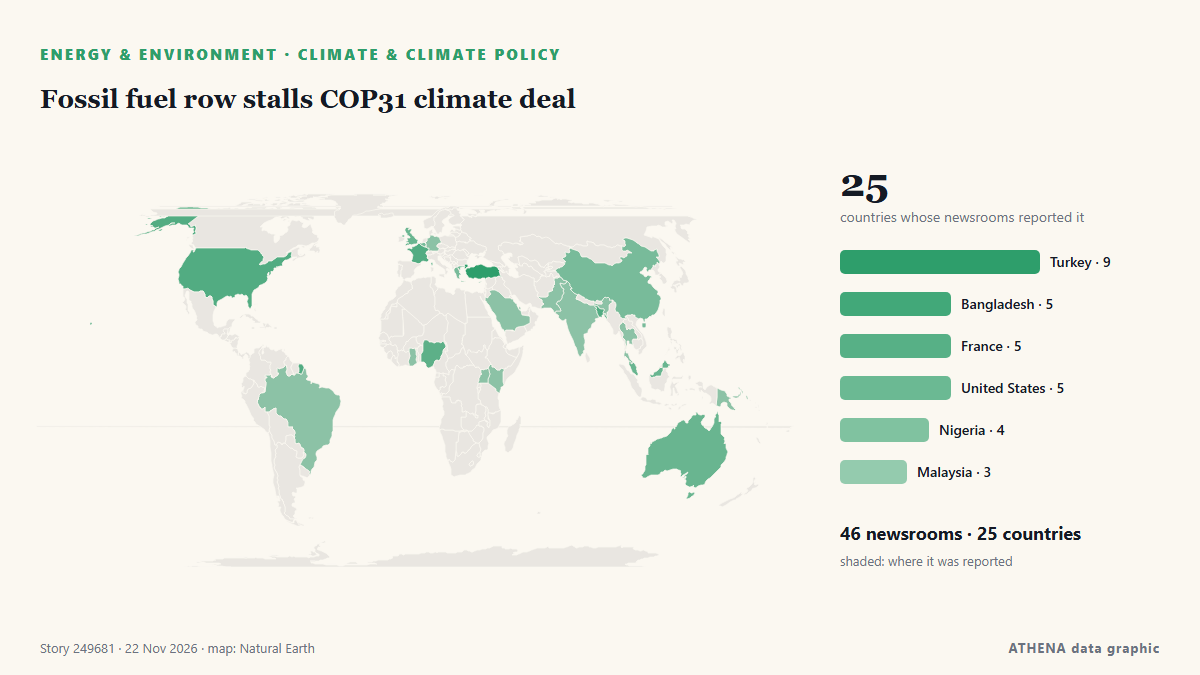 ENERGY & ENVIRONMENT · CLIMATE & CLIMATE POLICY
Fossil fuel row stalls COP31 climate deal
25
countries whose newsrooms reported it
Turkey · 9
Bangladesh · 5
France · 5
United States · 5
Nigeria · 4
Malaysia · 3
46 newsrooms · 25 countries
shaded: where it was reported
Story 249681 · 22 Nov 2026 · map: Natural Earth
ATHENA data graphic